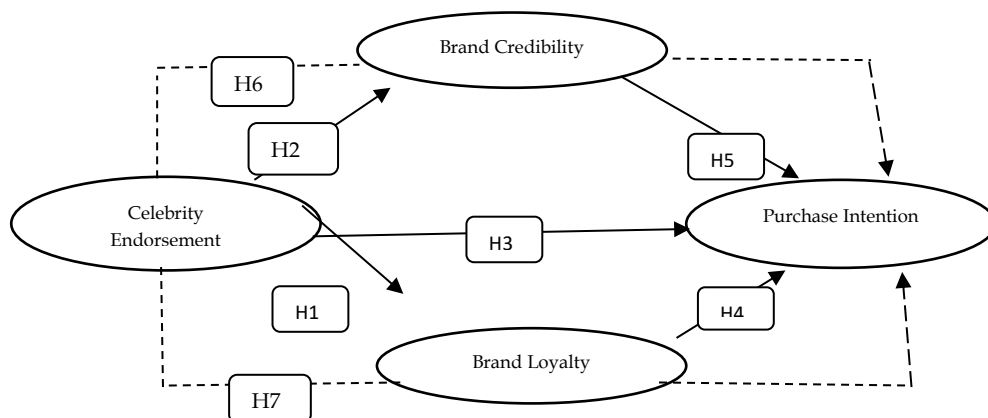 Brand Credibility
H6
H2
H5
Celebrity
Endorsement
Purchase Intention
H3
H1
H4
Brand Loyalty
H7